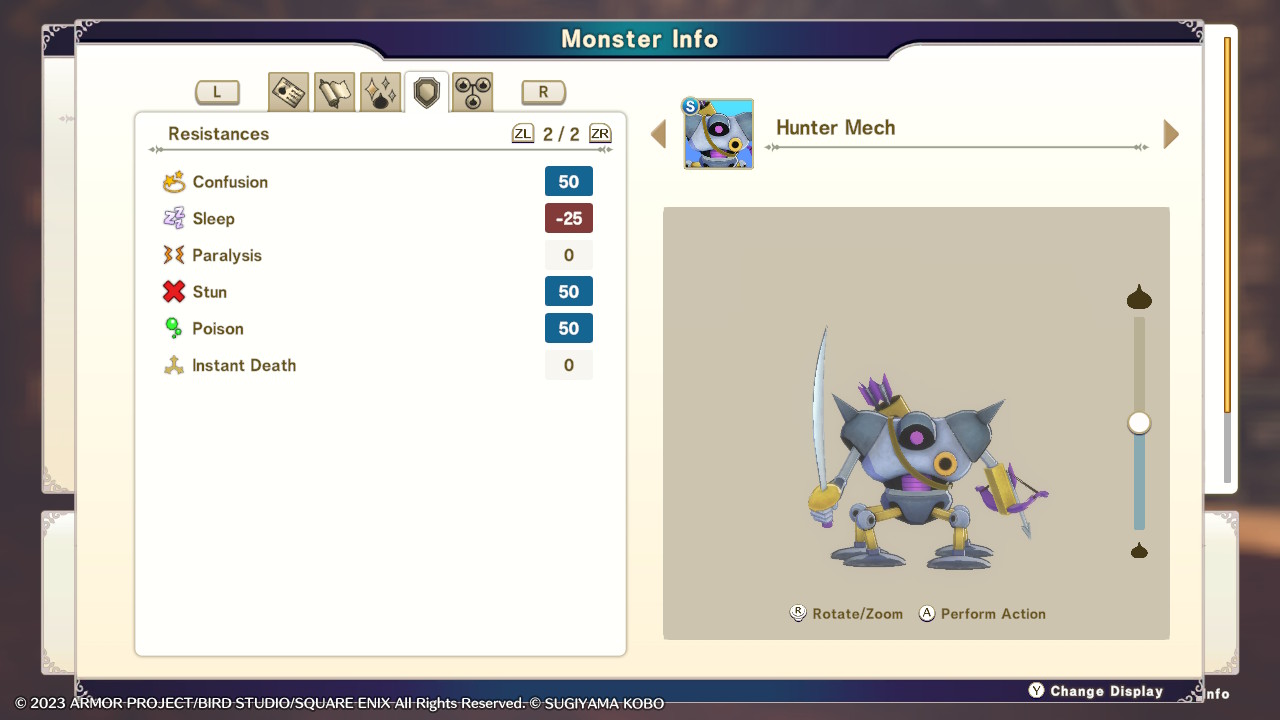 Monster Info
L
R
Resistances
ZL 2 / 2 ZR
S
Hunter Mech
Confusion 50
Sleep -25
Paralysis 0
Stun 50
Poison 50
Instant Death 0
R Rotate/Zoom A Perform Action
Y Change Display
Info
© 2023 ARMOR PROJECT/BIRD STUDIO/SQUARE ENIX All Rights Reserved. © SUGIYAMA KOBO